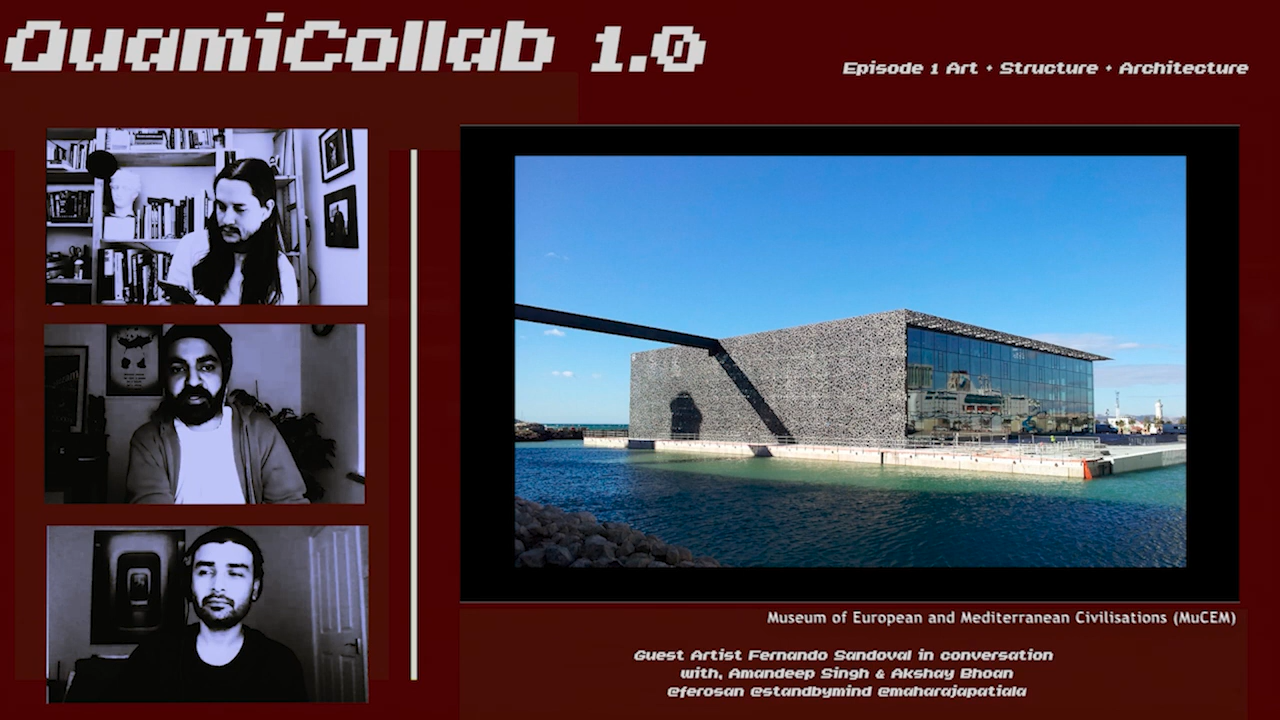 QuamiCollab 1.0
Episode 1 Art • Structure • Architecture
Museum of European and Mediterranean Civilisations (MuCEM)
Guest Artist Fernando Sandoval in conversation
with, Amandeep Singh & Akshay Bhoan
@ferosan @standbymind @maharajapatiala